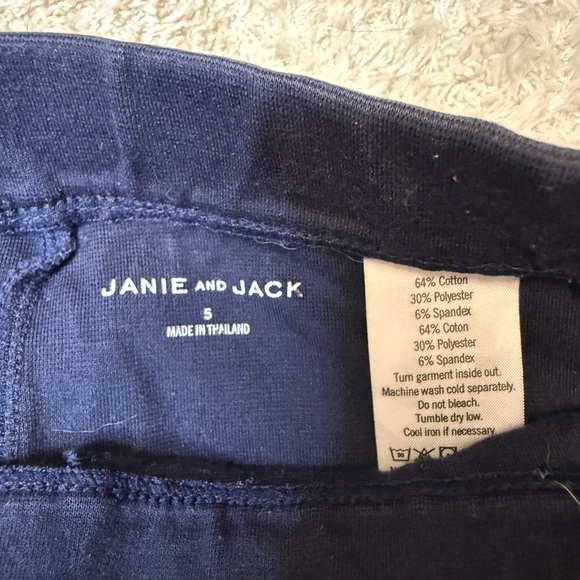 JANIE AND JACK
5
MADE IN THAILAND
64% Cotton
30% Polyester
6% Spandex
64% Coton
30% Polyester
6% Spandex
Turn garment inside out.
Machine wash cold separately.
Do not bleach.
Tumble dry low.
Cool iron if necessary.
30